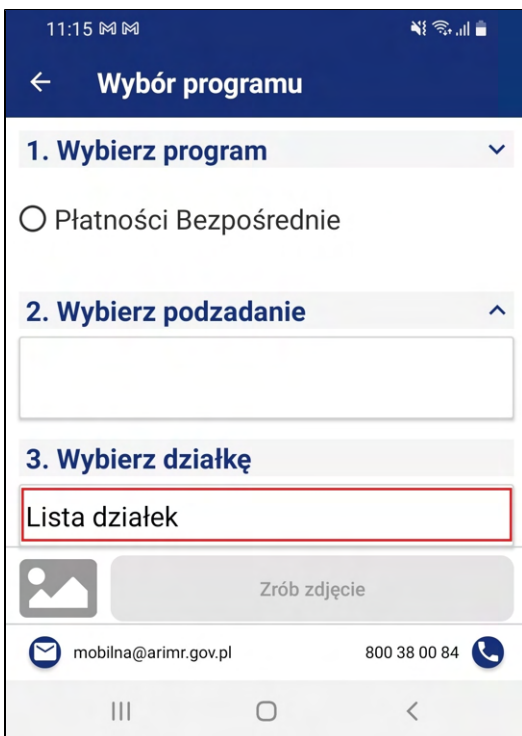 11:15
Wybór programu
1. Wybierz program
Płatności Bezpośrednie
2. Wybierz podzadanie
3. Wybierz działkę
Lista działek
Zrób zdjęcie
mobilna@arimr.gov.pl 800 38 00 84